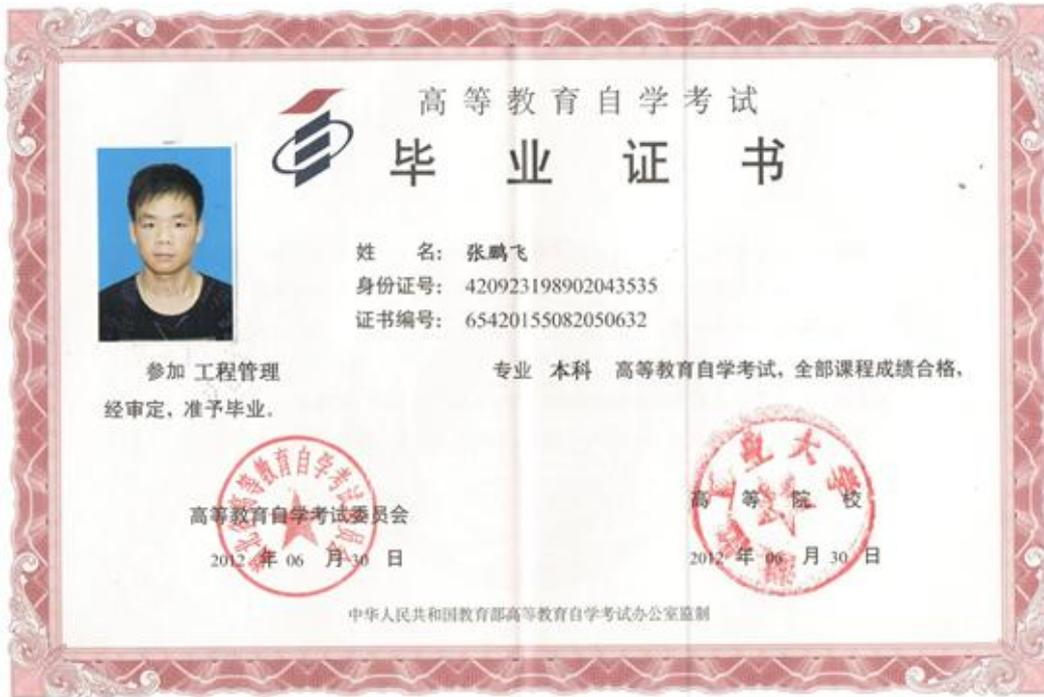 高等教育自学考试
毕业证书
姓 名: 张鹏飞
身份证号: 420923198902043535
证书编号: 65420155082050632
参加 工程管理 专业 本科 高等教育自学考试，全部课程成绩合格，
经审定，准予毕业。
高等教育自学考试委员会
高等院校
2012 年 06 月 30 日
2012 年 06 月 30 日
中华人民共和国教育部高等教育自学考试办公室监制